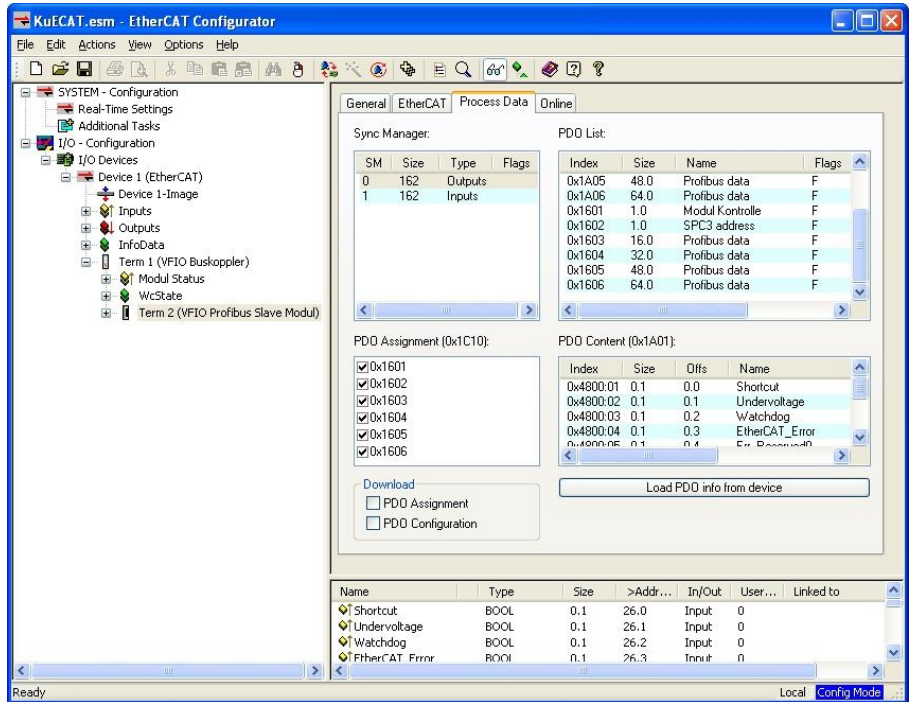 KuECAT.esm - EtherCAT Configurator
File Edit Actions View Options Help
SYSTEM - Configuration
Real-Time Settings
Additional Tasks
I/O - Configuration
I/O Devices
Device 1 (EtherCAT)
Device 1-Image
Inputs
Outputs
InfoData
Term 1 (VFIO Buskoppler)
Modul Status
WcState
Term 2 (VFIO Profibus Slave Modul)
General EtherCAT Process Data Online
Sync Manager:
SM Size Type Flags
0 162 Outputs
1 162 Inputs
PDO List:
Index Size Name Flags
0x1A05 48.0 Profibus data F
0x1A06 64.0 Profibus data F
0x1601 1.0 Modul Kontrolle F
0x1602 1.0 SPC3 address F
0x1603 16.0 Profibus data F
0x1604 32.0 Profibus data F
0x1605 48.0 Profibus data F
0x1606 64.0 Profibus data F
PDO Assignment (0x1C10):
0x1601
0x1602
0x1603
0x1604
0x1605
0x1606
PDO Content (0x1A01):
Index Size Offs Name
0x4800:01 0.1 0.0 Shortcut
0x4800:02 0.1 0.1 Undervoltage
0x4800:03 0.1 0.2 Watchdog
0x4800:04 0.1 0.3 EtherCAT_Error
0x4800:05 0.1 0.4 Err_Reserved0
Download
PDO Assignment
PDO Configuration
Load PDO info from device
Name Type Size >Addr... In/Out User... Linked to
Shortcut BOOL 0.1 26.0 Input 0
Undervoltage BOOL 0.1 26.1 Input 0
Watchdog BOOL 0.1 26.2 Input 0
EtherCAT_Error BOOL 0.1 26.3 Input 0
Ready
Local Config Mode